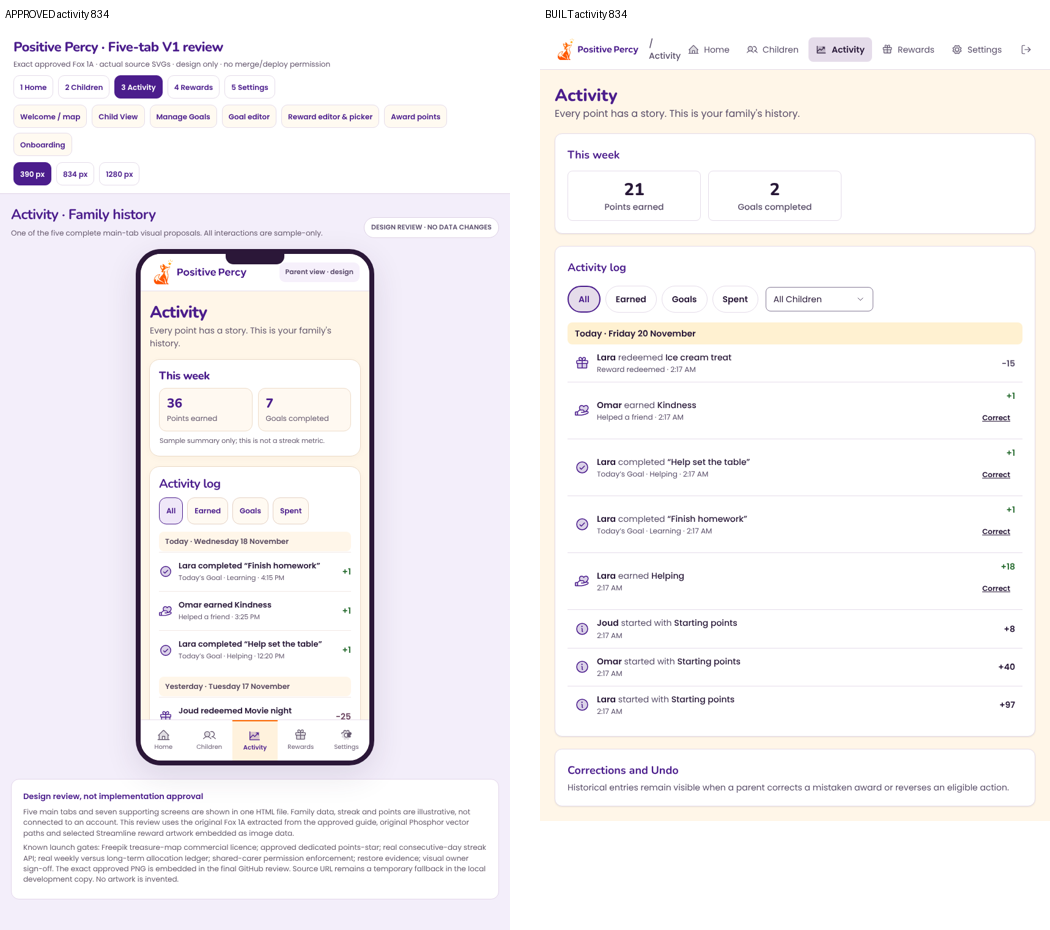 APPROVED activity 834
Positive Percy · Five-tab V1 review
Exact approved Fox 1A · actual source SVGs · design only · no merge/deploy permission
1 Home
2 Children
3 Activity
4 Rewards
5 Settings
Welcome / map
Child View
Manage Goals
Goal editor
Reward editor & picker
Award points
Onboarding
390 px
834 px
1280 px
Activity · Family history
One of the five complete main-tab visual proposals. All interactions are sample-only.
DESIGN REVIEW · NO DATA CHANGES
Positive Percy
Parent view · design
Activity
Every point has a story. This is your family's
history.
This week
36
Points earned
7
Goals completed
Sample summary only; this is not a streak metric.
Activity log
All
Earned
Goals
Spent
Today · Wednesday 18 November
Lara completed “Finish homework”
Today's Goal · Learning · 4:15 PM
+1
Omar earned Kindness
Helped a friend · 3:25 PM
+1
Lara completed “Help set the table”
Today's Goal · Helping · 12:20 PM
+1
Yesterday · Tuesday 17 November
Joud redeemed Movie night
-25
Home
Children
Activity
Rewards
Settings
Design review, not implementation approval
Five main tabs and seven supporting screens are shown in one HTML file. Family data, streak and points are illustrative, not
connected to an account. This review uses the original Fox 1A extracted from the approved guide, original Phosphor vector
paths and selected Streamline reward artwork embedded as image data.
Known launch gates: Freepik treasure-map commercial licence; approved dedicated points-star; real consecutive-day streak
API; real weekly versus long-term allocation ledger; shared-carer permission enforcement; restore evidence; visual owner
sign-off. The exact approved PNG is embedded in the final GitHub review. Source URL remains a temporary fallback in the local
development copy. No artwork is invented.
BUILT activity 834
Positive Percy
/
Activity
Home
Children
Activity
Rewards
Settings
Activity
Every point has a story. This is your family's history.
This week
21
Points earned
2
Goals completed
Activity log
All
Earned
Goals
Spent
All Children
Today · Friday 20 November
Lara redeemed Ice cream treat
Reward redeemed · 2:17 AM
-15
Omar earned Kindness
Helped a friend · 2:17 AM
+1
Correct
Lara completed “Help set the table”
Today's Goal · Helping · 2:17 AM
+1
Correct
Lara completed “Finish homework”
Today's Goal · Learning · 2:17 AM
+1
Correct
Lara earned Helping
2:17 AM
+18
Correct
Joud started with Starting points
2:17 AM
+8
Omar started with Starting points
2:17 AM
+40
Lara started with Starting points
2:17 AM
+97
Corrections and Undo
Historical entries remain visible when a parent corrects a mistaken award or reverses an eligible action.